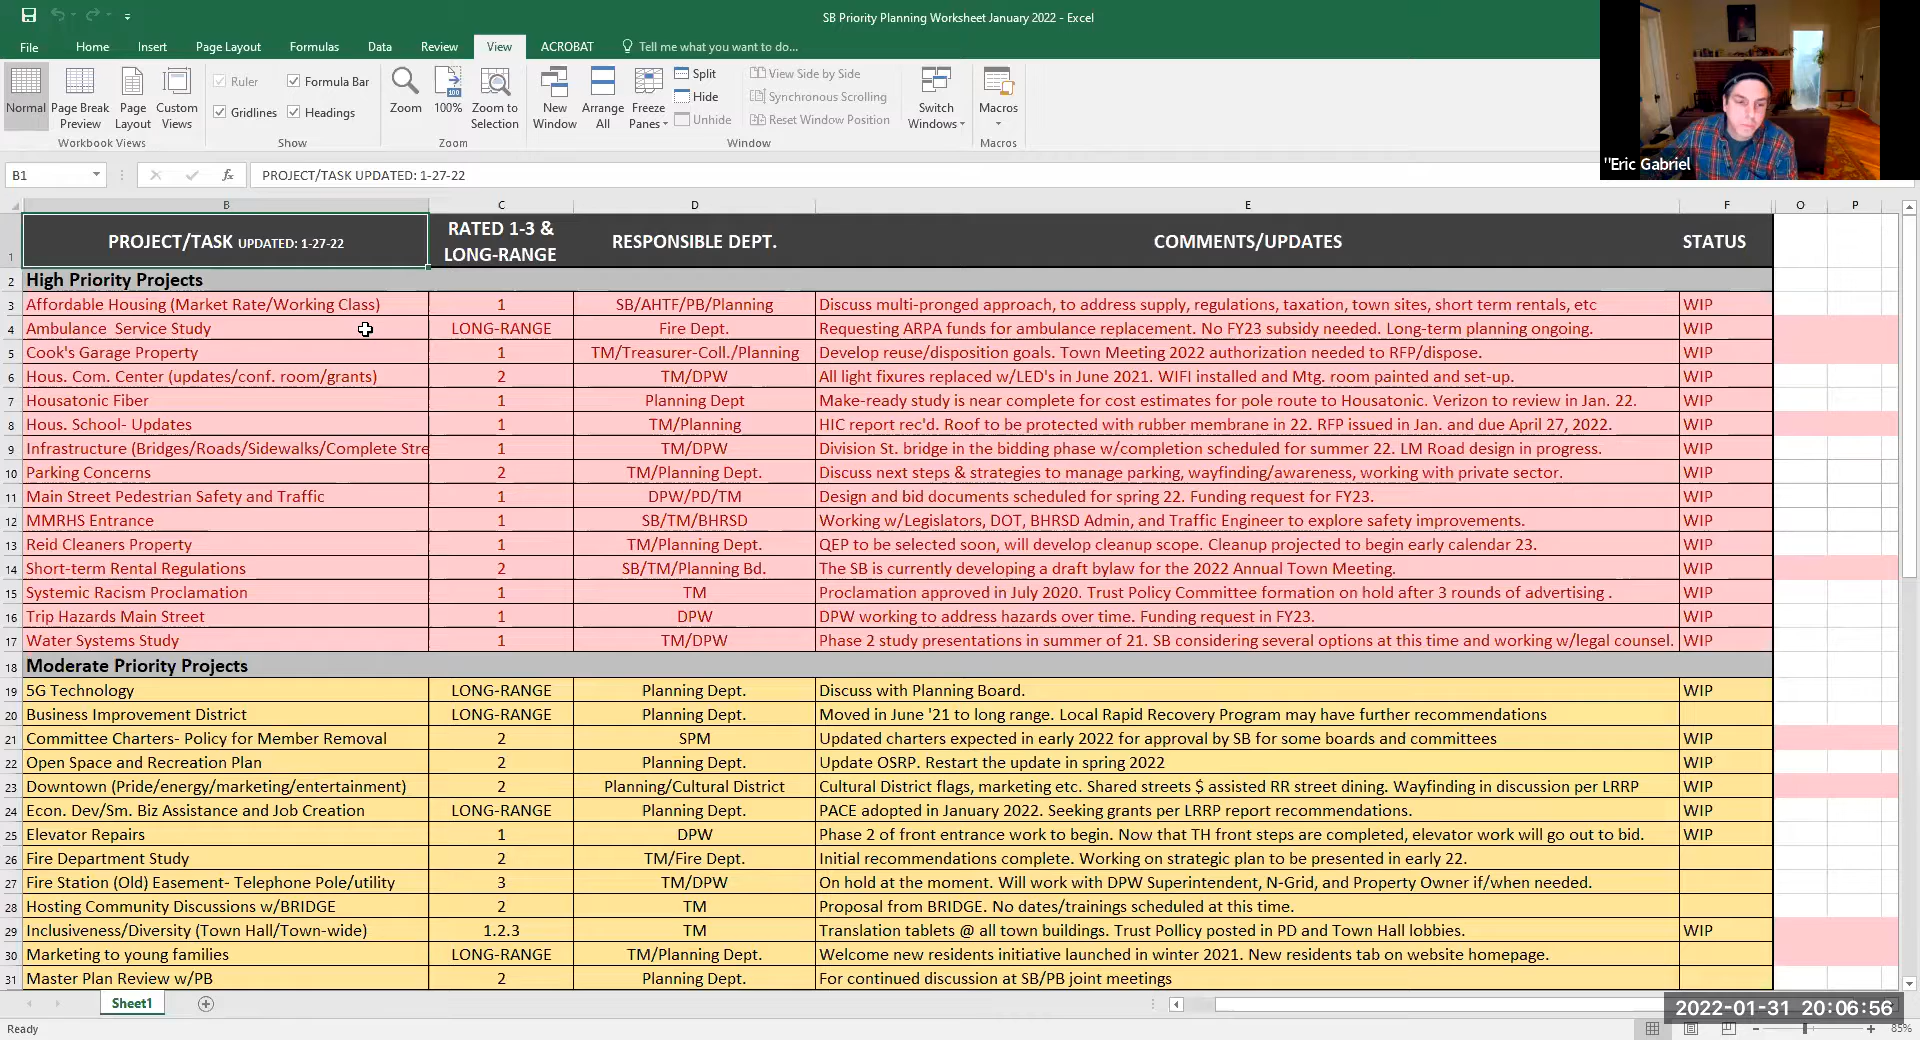 SB Priority Planning Worksheet January 2022 - Excel
File Home Insert Page Layout Formulas Data Review View ACROBAT Tell me what you want to do...
Normal
Page Break Preview
Page Layout
Custom Views
Ruler
Formula Bar
Gridlines
Headings
Zoom
100%
Zoom to Selection
New Window
Arrange All
Freeze Panes
Split
Hide
Unhide
View Side by Side
Synchronous Scrolling
Reset Window Position
Switch Windows
Macros
Workbook Views Show Zoom Window Macros
"Eric Gabriel
B1 fx PROJECT/TASK UPDATED: 1-27-22
B C D E F O P
1 PROJECT/TASK UPDATED: 1-27-22 RATED 1-3 & LONG-RANGE RESPONSIBLE DEPT. COMMENTS/UPDATES STATUS
2 High Priority Projects
3 Affordable Housing (Market Rate/Working Class) 1 SB/AHTF/PB/Planning Discuss multi-pronged approach, to address supply, regulations, taxation, town sites, short term rentals, etc WIP
4 Ambulance Service Study LONG-RANGE Fire Dept. Requesting ARPA funds for ambulance replacement. No FY23 subsidy needed. Long-term planning ongoing. WIP
5 Cook's Garage Property 1 TM/Treasurer-Coll./Planning Develop reuse/disposition goals. Town Meeting 2022 authorization needed to RFP/dispose. WIP
6 Hous. Com. Center (updates/conf. room/grants) 2 TM/DPW All light fixures replaced w/LED's in June 2021. WIFI installed and Mtg. room painted and set-up. WIP
7 Housatonic Fiber 1 Planning Dept Make-ready study is near complete for cost estimates for pole route to Housatonic. Verizon to review in Jan. 22. WIP
8 Hous. School- Updates 1 TM/Planning HIC report rec'd. Roof to be protected with rubber membrane in 22. RFP issued in Jan. and due April 27, 2022. WIP
9 Infrastructure (Bridges/Roads/Sidewalks/Complete Stre 1 TM/DPW Division St. bridge in the bidding phase w/completion scheduled for summer 22. LM Road design in progress. WIP
10 Parking Concerns 2 TM/Planning Dept. Discuss next steps & strategies to manage parking, wayfinding/awareness, working with private sector. WIP
11 Main Street Pedestrian Safety and Traffic 1 DPW/PD/TM Design and bid documents scheduled for spring 22. Funding request for FY23. WIP
12 MMRHS Entrance 1 SB/TM/BHRSD Working w/Legislators, DOT, BHRSD Admin, and Traffic Engineer to explore safety improvements. WIP
13 Reid Cleaners Property 1 TM/Planning Dept. QEP to be selected soon, will develop cleanup scope. Cleanup projected to begin early calendar 23. WIP
14 Short-term Rental Regulations 2 SB/TM/Planning Bd. The SB is currently developing a draft bylaw for the 2022 Annual Town Meeting. WIP
15 Systemic Racism Proclamation 1 TM Proclamation approved in July 2020. Trust Policy Committee formation on hold after 3 rounds of advertising . WIP
16 Trip Hazards Main Street 1 DPW DPW working to address hazards over time. Funding request in FY23. WIP
17 Water Systems Study 1 TM/DPW Phase 2 study presentations in summer of 21. SB considering several options at this time and working w/legal counsel. WIP
18 Moderate Priority Projects
19 5G Technology LONG-RANGE Planning Dept. Discuss with Planning Board. WIP
20 Business Improvement District LONG-RANGE Planning Dept. Moved in June '21 to long range. Local Rapid Recovery Program may have further recommendations
21 Committee Charters- Policy for Member Removal 2 SPM Updated charters expected in early 2022 for approval by SB for some boards and committees WIP
22 Open Space and Recreation Plan 2 Planning Dept. Update OSRP. Restart the update in spring 2022 WIP
23 Downtown (Pride/energy/marketing/entertainment) 2 Planning/Cultural District Cultural District flags, marketing etc. Shared streets $ assisted RR street dining. Wayfinding in discussion per LRRP WIP
24 Econ. Dev/Sm. Biz Assistance and Job Creation LONG-RANGE Planning Dept. PACE adopted in January 2022. Seeking grants per LRRP report recommendations. WIP
25 Elevator Repairs 1 DPW Phase 2 of front entrance work to begin. Now that TH front steps are completed, elevator work will go out to bid. WIP
26 Fire Department Study 2 TM/Fire Dept. Initial recommendations complete. Working on strategic plan to be presented in early 22.
27 Fire Station (Old) Easement- Telephone Pole/utility 3 TM/DPW On hold at the moment. Will work with DPW Superintendent, N-Grid, and Property Owner if/when needed.
28 Hosting Community Discussions w/BRIDGE 2 TM Proposal from BRIDGE. No dates/trainings scheduled at this time.
29 Inclusiveness/Diversity (Town Hall/Town-wide) 1.2.3 TM Translation tablets @ all town buildings. Trust Pollicy posted in PD and Town Hall lobbies. WIP
30 Marketing to young families LONG-RANGE TM/Planning Dept. Welcome new residents initiative launched in winter 2021. New residents tab on website homepage.
31 Master Plan Review w/PB 2 Planning Dept. For continued discussion at SB/PB joint meetings
Sheet1
2022-01-31 20:06:56
Ready 85%